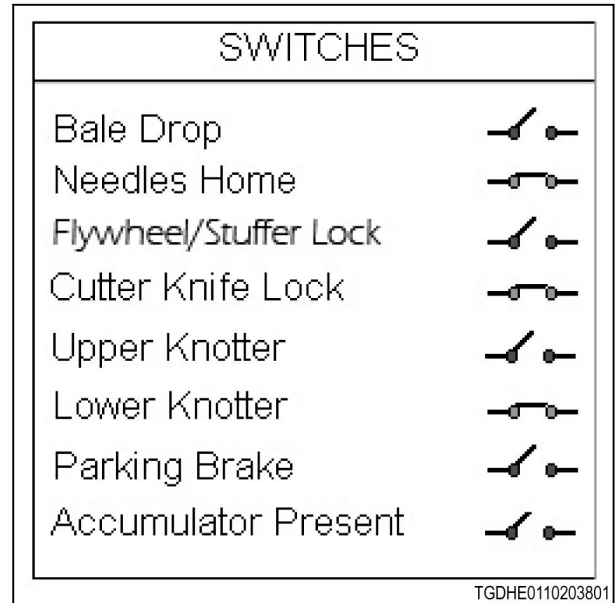 SWITCHES
Bale Drop
Needles Home
Flywheel/Stuffer Lock
Cutter Knife Lock
Upper Knotter
Lower Knotter
Parking Brake
Accumulator Present
TGDHE0110203801